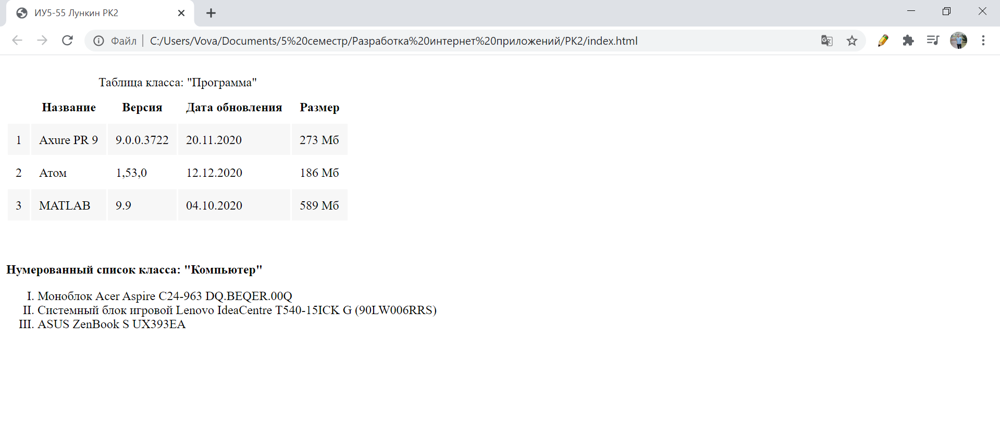 ИУ5-55 Лункин РК2
Файл | C:/Users/Vova/Documents/5%20семестр/Разработка%20интернет%20приложений/РК2/index.html
Таблица класса: "Программа"
Название Версия Дата обновления Размер
1 Axure PR 9 9.0.0.3722 20.11.2020 273 Мб
2 Атом 1,53,0 12.12.2020 186 Мб
3 MATLAB 9.9 04.10.2020 589 Мб
Нумерованный список класса: "Компьютер"
I. Моноблок Acer Aspire C24-963 DQ.BEQER.00Q
II. Системный блок игровой Lenovo IdeaCentre T540-15ICK G (90LW006RRS)
III. ASUS ZenBook S UX393EA